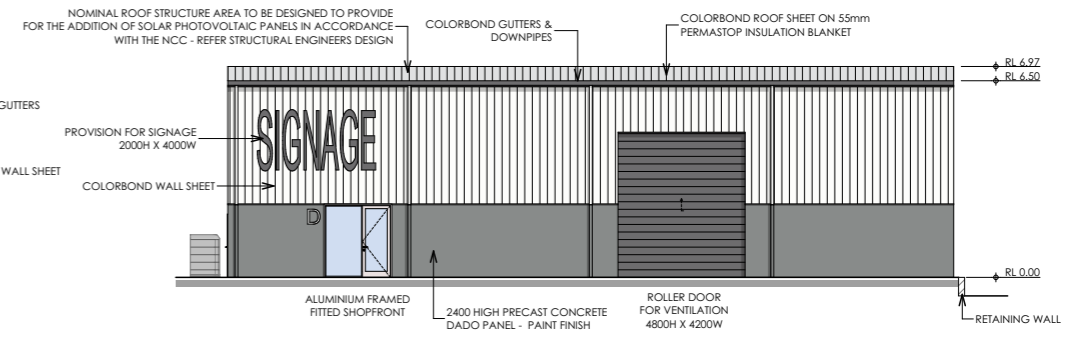 NOMINAL ROOF STRUCTURE AREA TO BE DESIGNED TO PROVIDE
FOR THE ADDITION OF SOLAR PHOTOVOLTAIC PANELS IN ACCORDANCE
WITH THE NCC - REFER STRUCTURAL ENGINEERS DESIGN
COLORBOND GUTTERS &
DOWNPIPES
COLORBOND ROOF SHEET ON 55mm
PERMASTOP INSULATION BLANKET
RL 6.97
RL 6.50
GUTTERS
PROVISION FOR SIGNAGE
2000H X 4000W
SIGNAGE
WALL SHEET
COLORBOND WALL SHEET
D
RL 0.00
ALUMINIUM FRAMED
FITTED SHOPFRONT
2400 HIGH PRECAST CONCRETE
DADO PANEL - PAINT FINISH
ROLLER DOOR
FOR VENTILATION
4800H X 4200W
RETAINING WALL